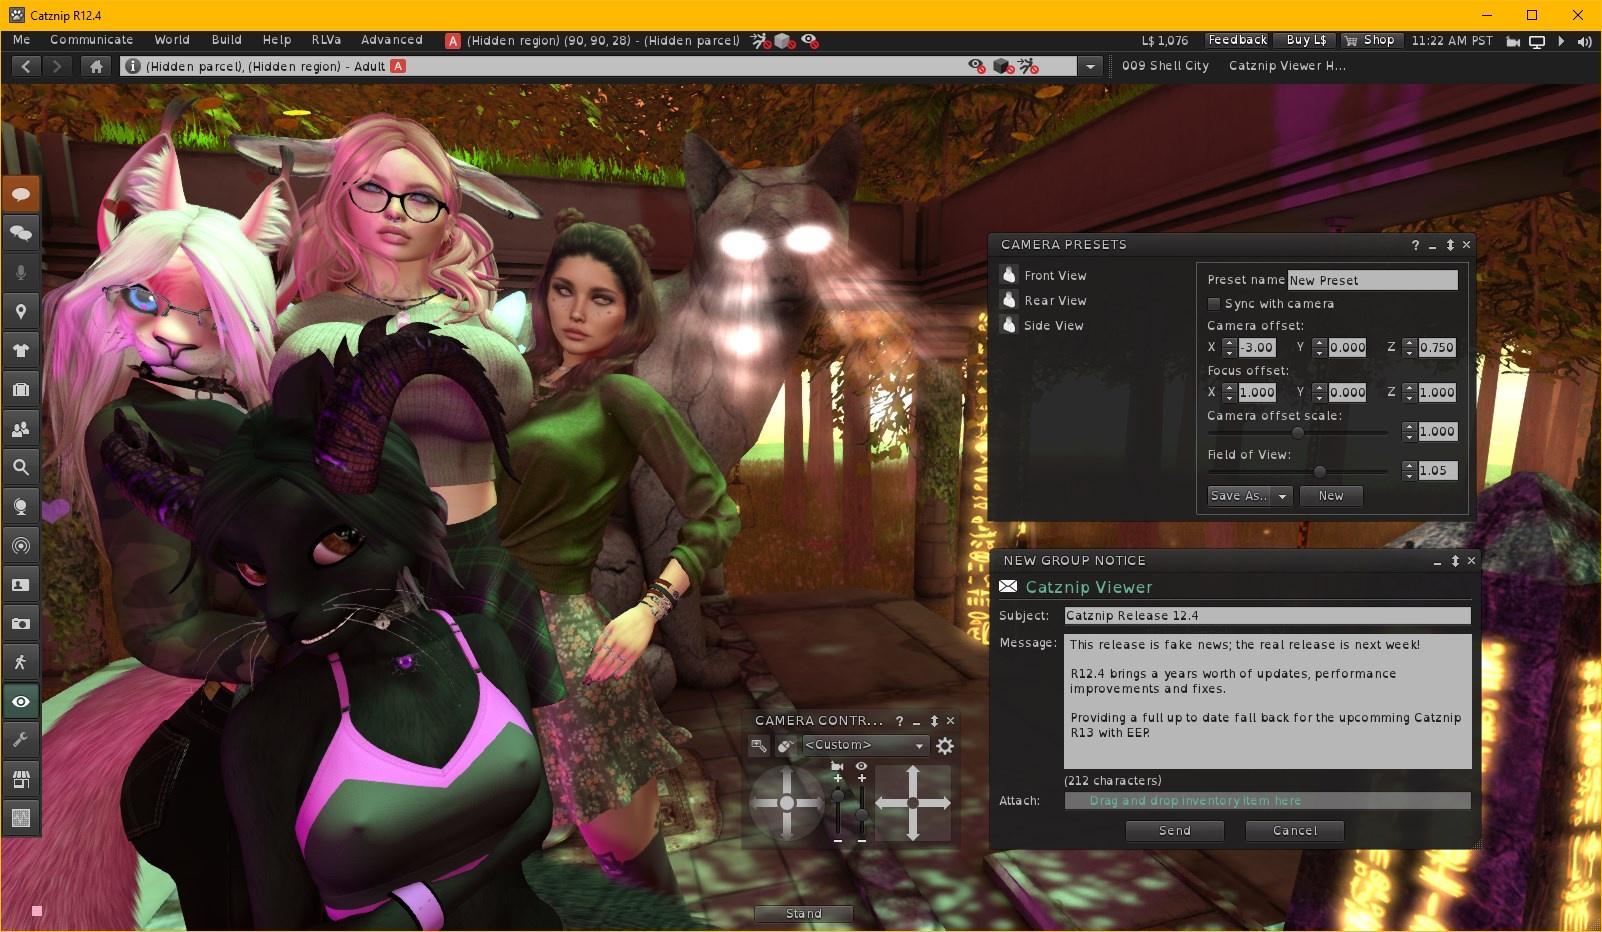 Catznip R12.4
Me Communicate World Build Help RLVa Advanced A (Hidden region) (90, 90, 28) - (Hidden parcel) L$ 1,076 Feedback Buy L$ Shop 11:22 AM PST
(Hidden parcel), (Hidden region) - Adult A 009 Shell City Catznip Viewer H...
CAMERA PRESETS ?
Front View
Rear View
Side View
Preset name New Preset
Sync with camera
Camera offset:
X -3.00 Y 0.000 Z 0.750
Focus offset:
X 1.000 Y 0.000 Z 1.000
Camera offset scale:
1.000
Field of View:
1.05
Save As.. New
NEW GROUP NOTICE
Catznip Viewer
Subject: Catznip Release 12.4
Message: This release is fake news; the real release is next week!
R12.4 brings a years worth of updates, performance
improvements and fixes.
Providing a full up to date fall back for the upcomming Catznip
R13 with EEP.
(212 characters)
Attach: Drag and drop inventory item here
Send Cancel
CAMERA CONTR... ?
<Custom>
Stand